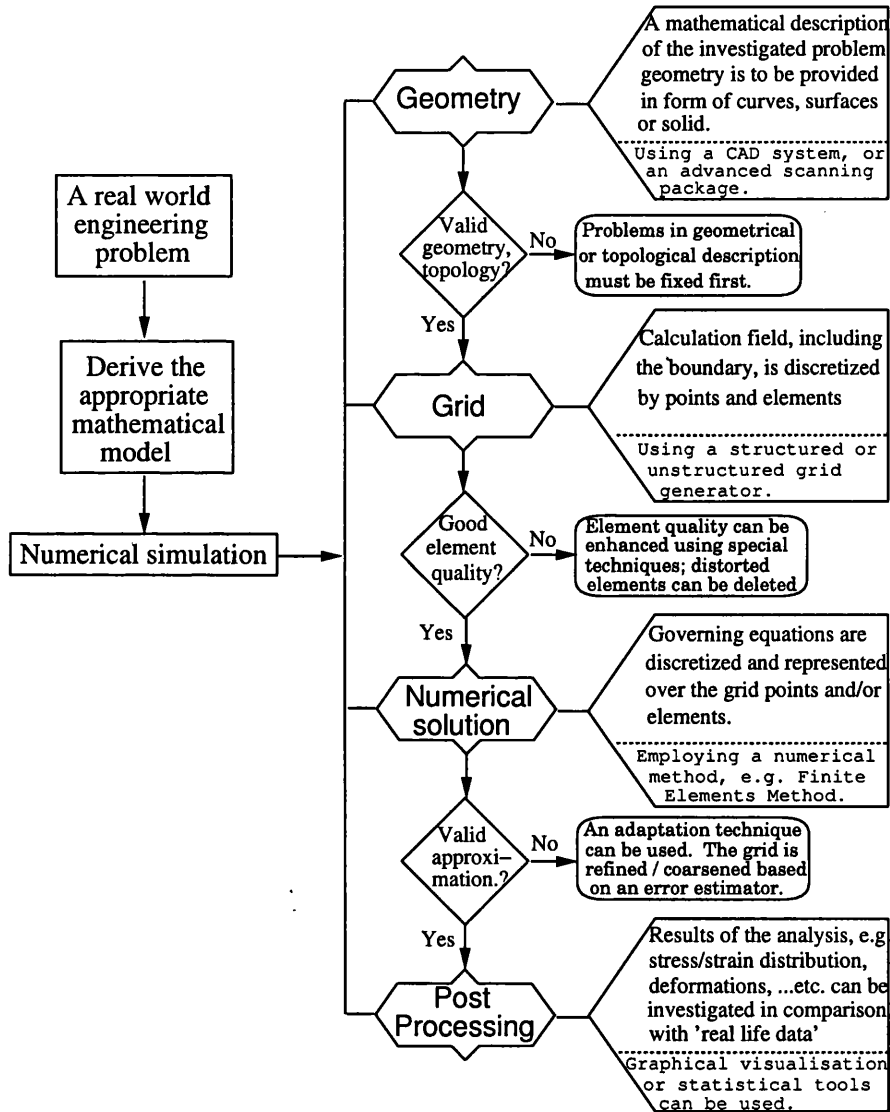 A real world
engineering
problem
Derive the
appropriate
mathematical
model
Numerical simulation
Geometry
A mathematical description
of the investigated problem
geometry is to be provided
in form of curves, surfaces
or solid.
Using a CAD system, or
an advanced scanning
package.
Valid
geometry,
topology?
No
Problems in geometrical
or topological description
must be fixed first.
Yes
Grid
Calculation field, including
the boundary, is discretized
by points and elements
Using a structured or
unstructured grid
generator.
Good
element
quality?
No
Element quality can be
enhanced using special
techniques; distorted
elements can be deleted
Yes
Numerical
solution
Governing equations are
discretized and represented
over the grid points and/or
elements.
Employing a numerical
method, e.g. Finite
Elements Method.
Valid
approxi-
mation.?
No
An adaptation technique
can be used. The grid is
refined / coarsened based
on an error estimator.
Yes
Post
Processing
Results of the analysis, e.g
stress/strain distribution,
deformations, ...etc. can be
investigated in comparison
with 'real life data'
Graphical visualisation
or statistical tools
can be used.